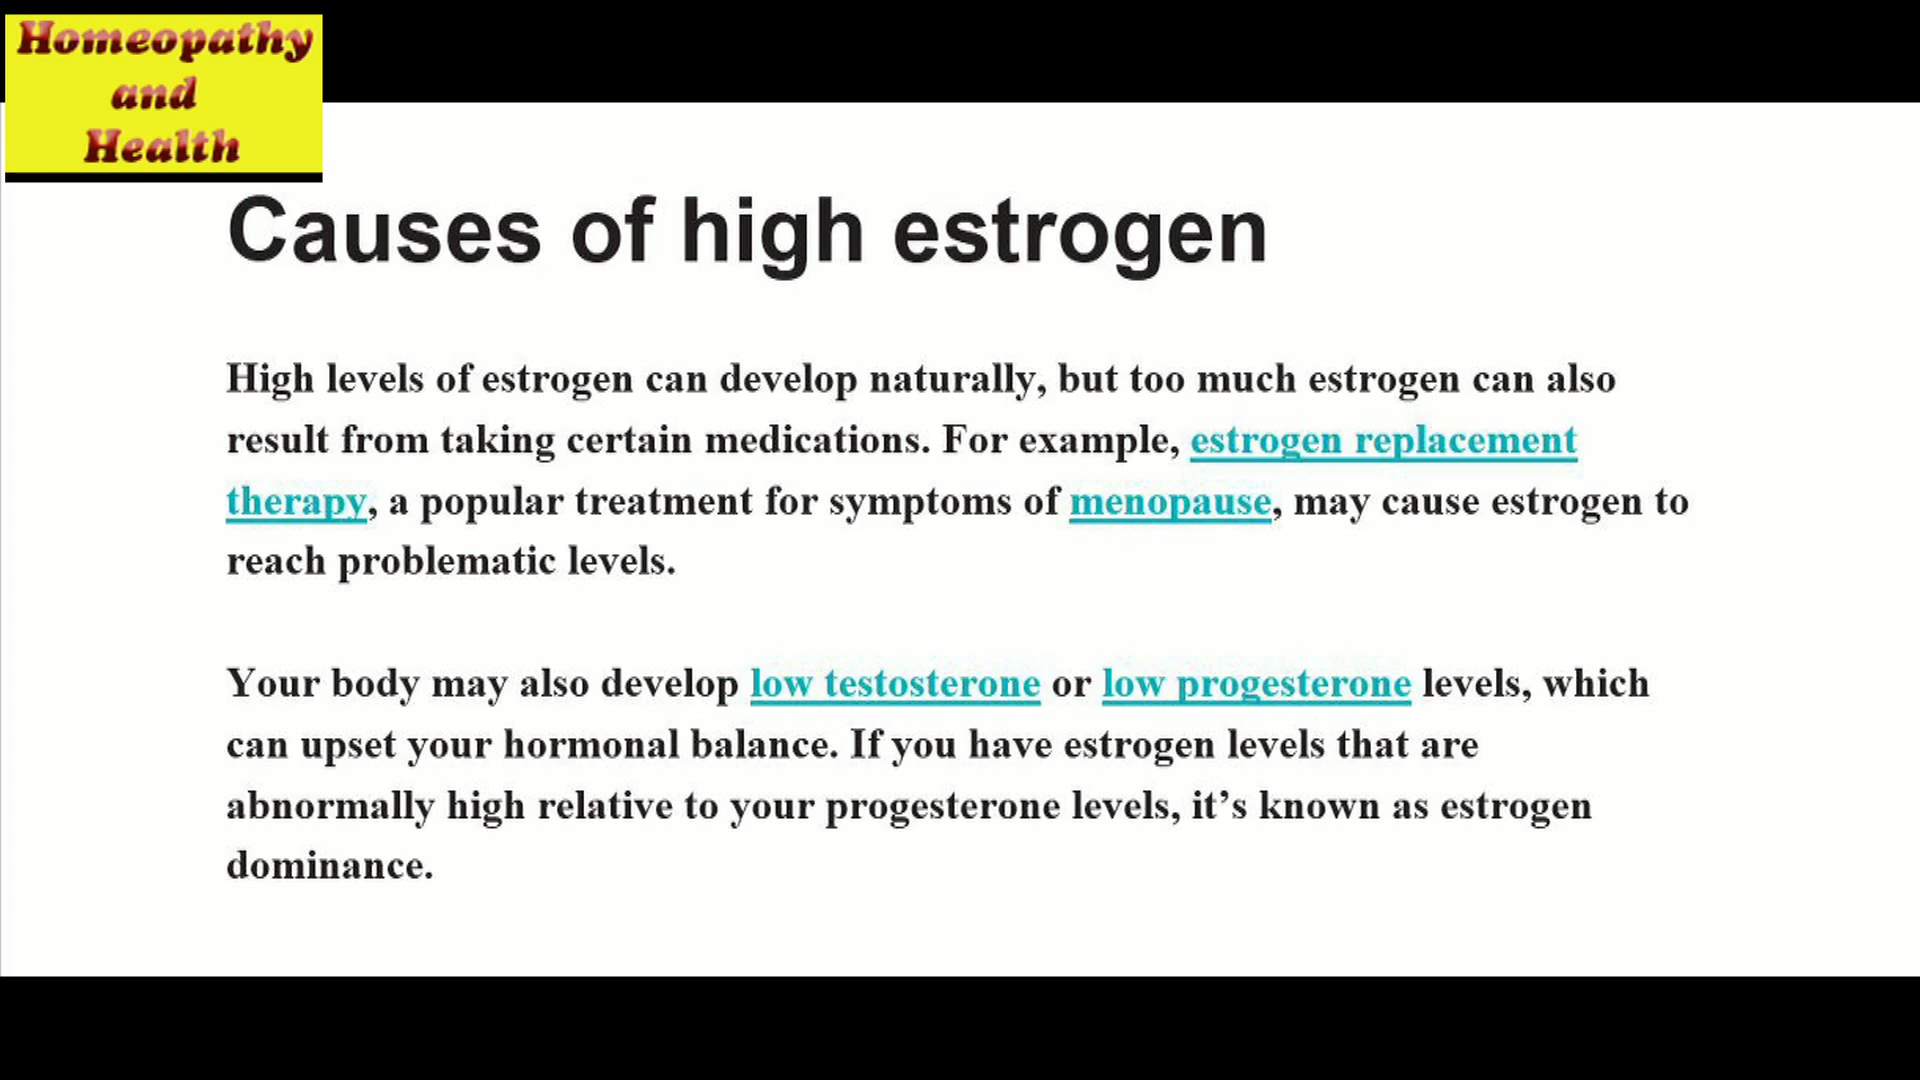 Homeopathy
and
Health
Causes of high estrogen
High levels of estrogen can develop naturally, but too much estrogen can also
result from taking certain medications. For example, estrogen replacement
therapy, a popular treatment for symptoms of menopause, may cause estrogen to
reach problematic levels.
Your body may also develop low testosterone or low progesterone levels, which
can upset your hormonal balance. If you have estrogen levels that are
abnormally high relative to your progesterone levels, it’s known as estrogen
dominance.